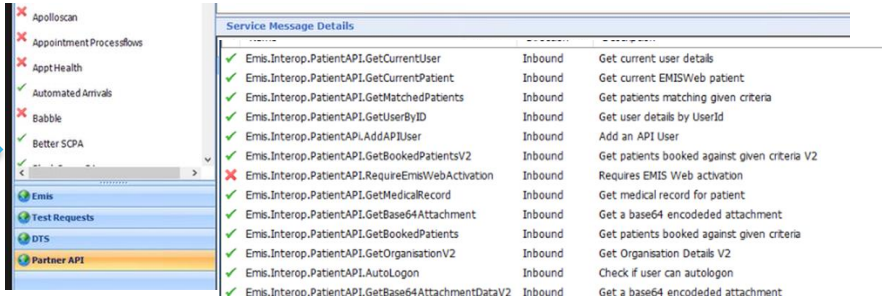 Apolloscan
Appointment Processflows
Appt Health
Automated Arrivals
Babble
Better SCPA
Emis
Test Requests
DTS
Partner API
Service Message Details
Emis.Interop.PatientAPI.GetCurrentUser Inbound Get current user details
Emis.Interop.PatientAPI.GetCurrentPatient Inbound Get current EMISWeb patient
Emis.Interop.PatientAPI.GetMatchedPatients Inbound Get patients matching given criteria
Emis.Interop.PatientAPI.GetUserByID Inbound Get user details by UserId
Emis.Interop.PatientAPi.AddAPIUser Inbound Add an API User
Emis.Interop.PatientAPI.GetBookedPatientsV2 Inbound Get patients booked against given criteria V2
Emis.Interop.PatientAPI.RequireEmisWebActivation Inbound Requires EMIS Web activation
Emis.Interop.PatientAPI.GetMedicalRecord Inbound Get medical record for patient
Emis.Interop.PatientAPI.GetBase64Attachment Inbound Get a base64 encodeded attachment
Emis.Interop.PatientAPI.GetBookedPatients Inbound Get patients booked against given criteria
Emis.Interop.PatientAPI.GetOrganisationV2 Inbound Get Organisation Details V2
Emis.Interop.PatientAPI.AutoLogon Inbound Check if user can autologon
Emis.Interop.PatientAPI.GetBase64AttachmentDataV2 Inbound Get a base64 encodeded attachment